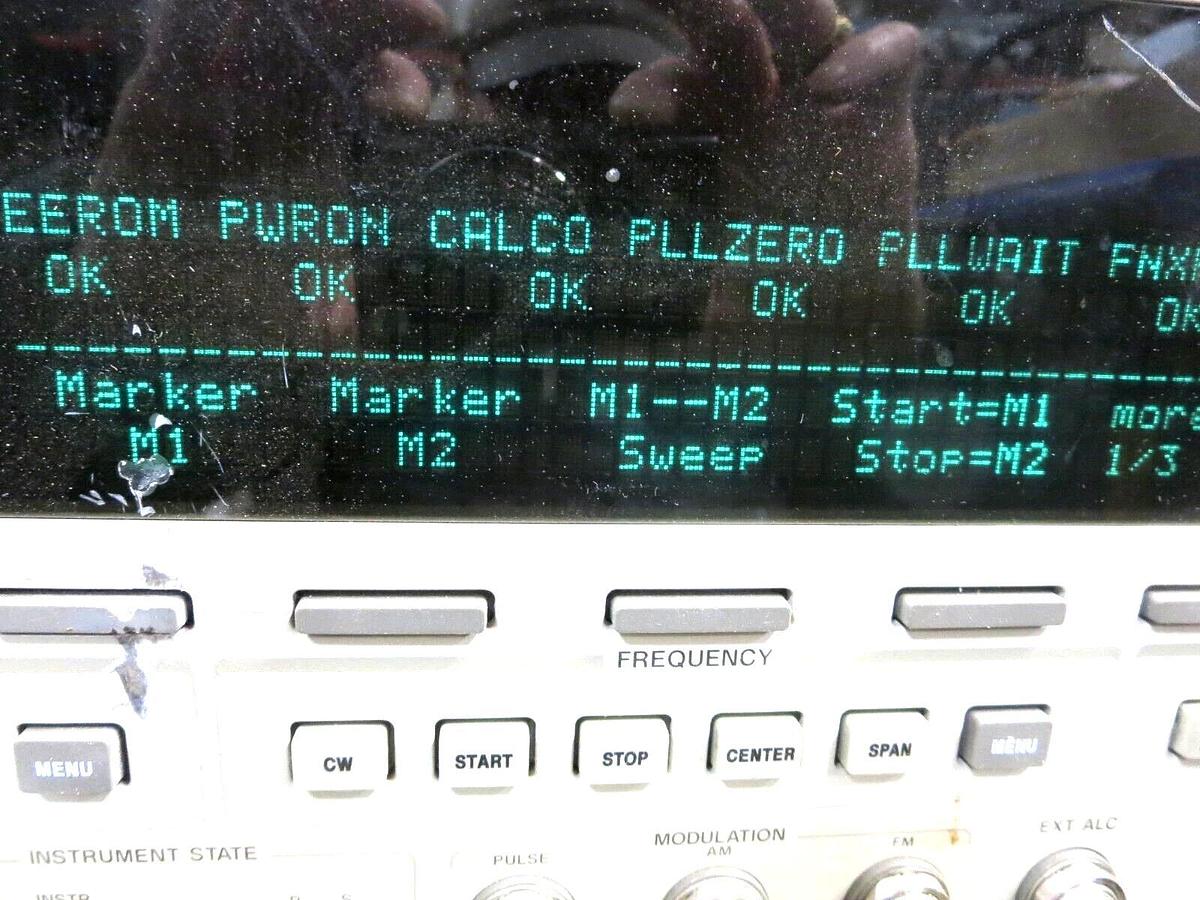 EEROM PWRON CALCO PLLZERO PLLWAIT
OK OK OK OK OK OK
Marker Marker M1--M2 Start=M1 more
M1 M2 Sweep Stop=M2 1/3
FREQUENCY
MENU CW START STOP CENTER SPAN MENU
INSTRUMENT STATE
MODULATION
PULSE AM FM EXT ALC
INSTR